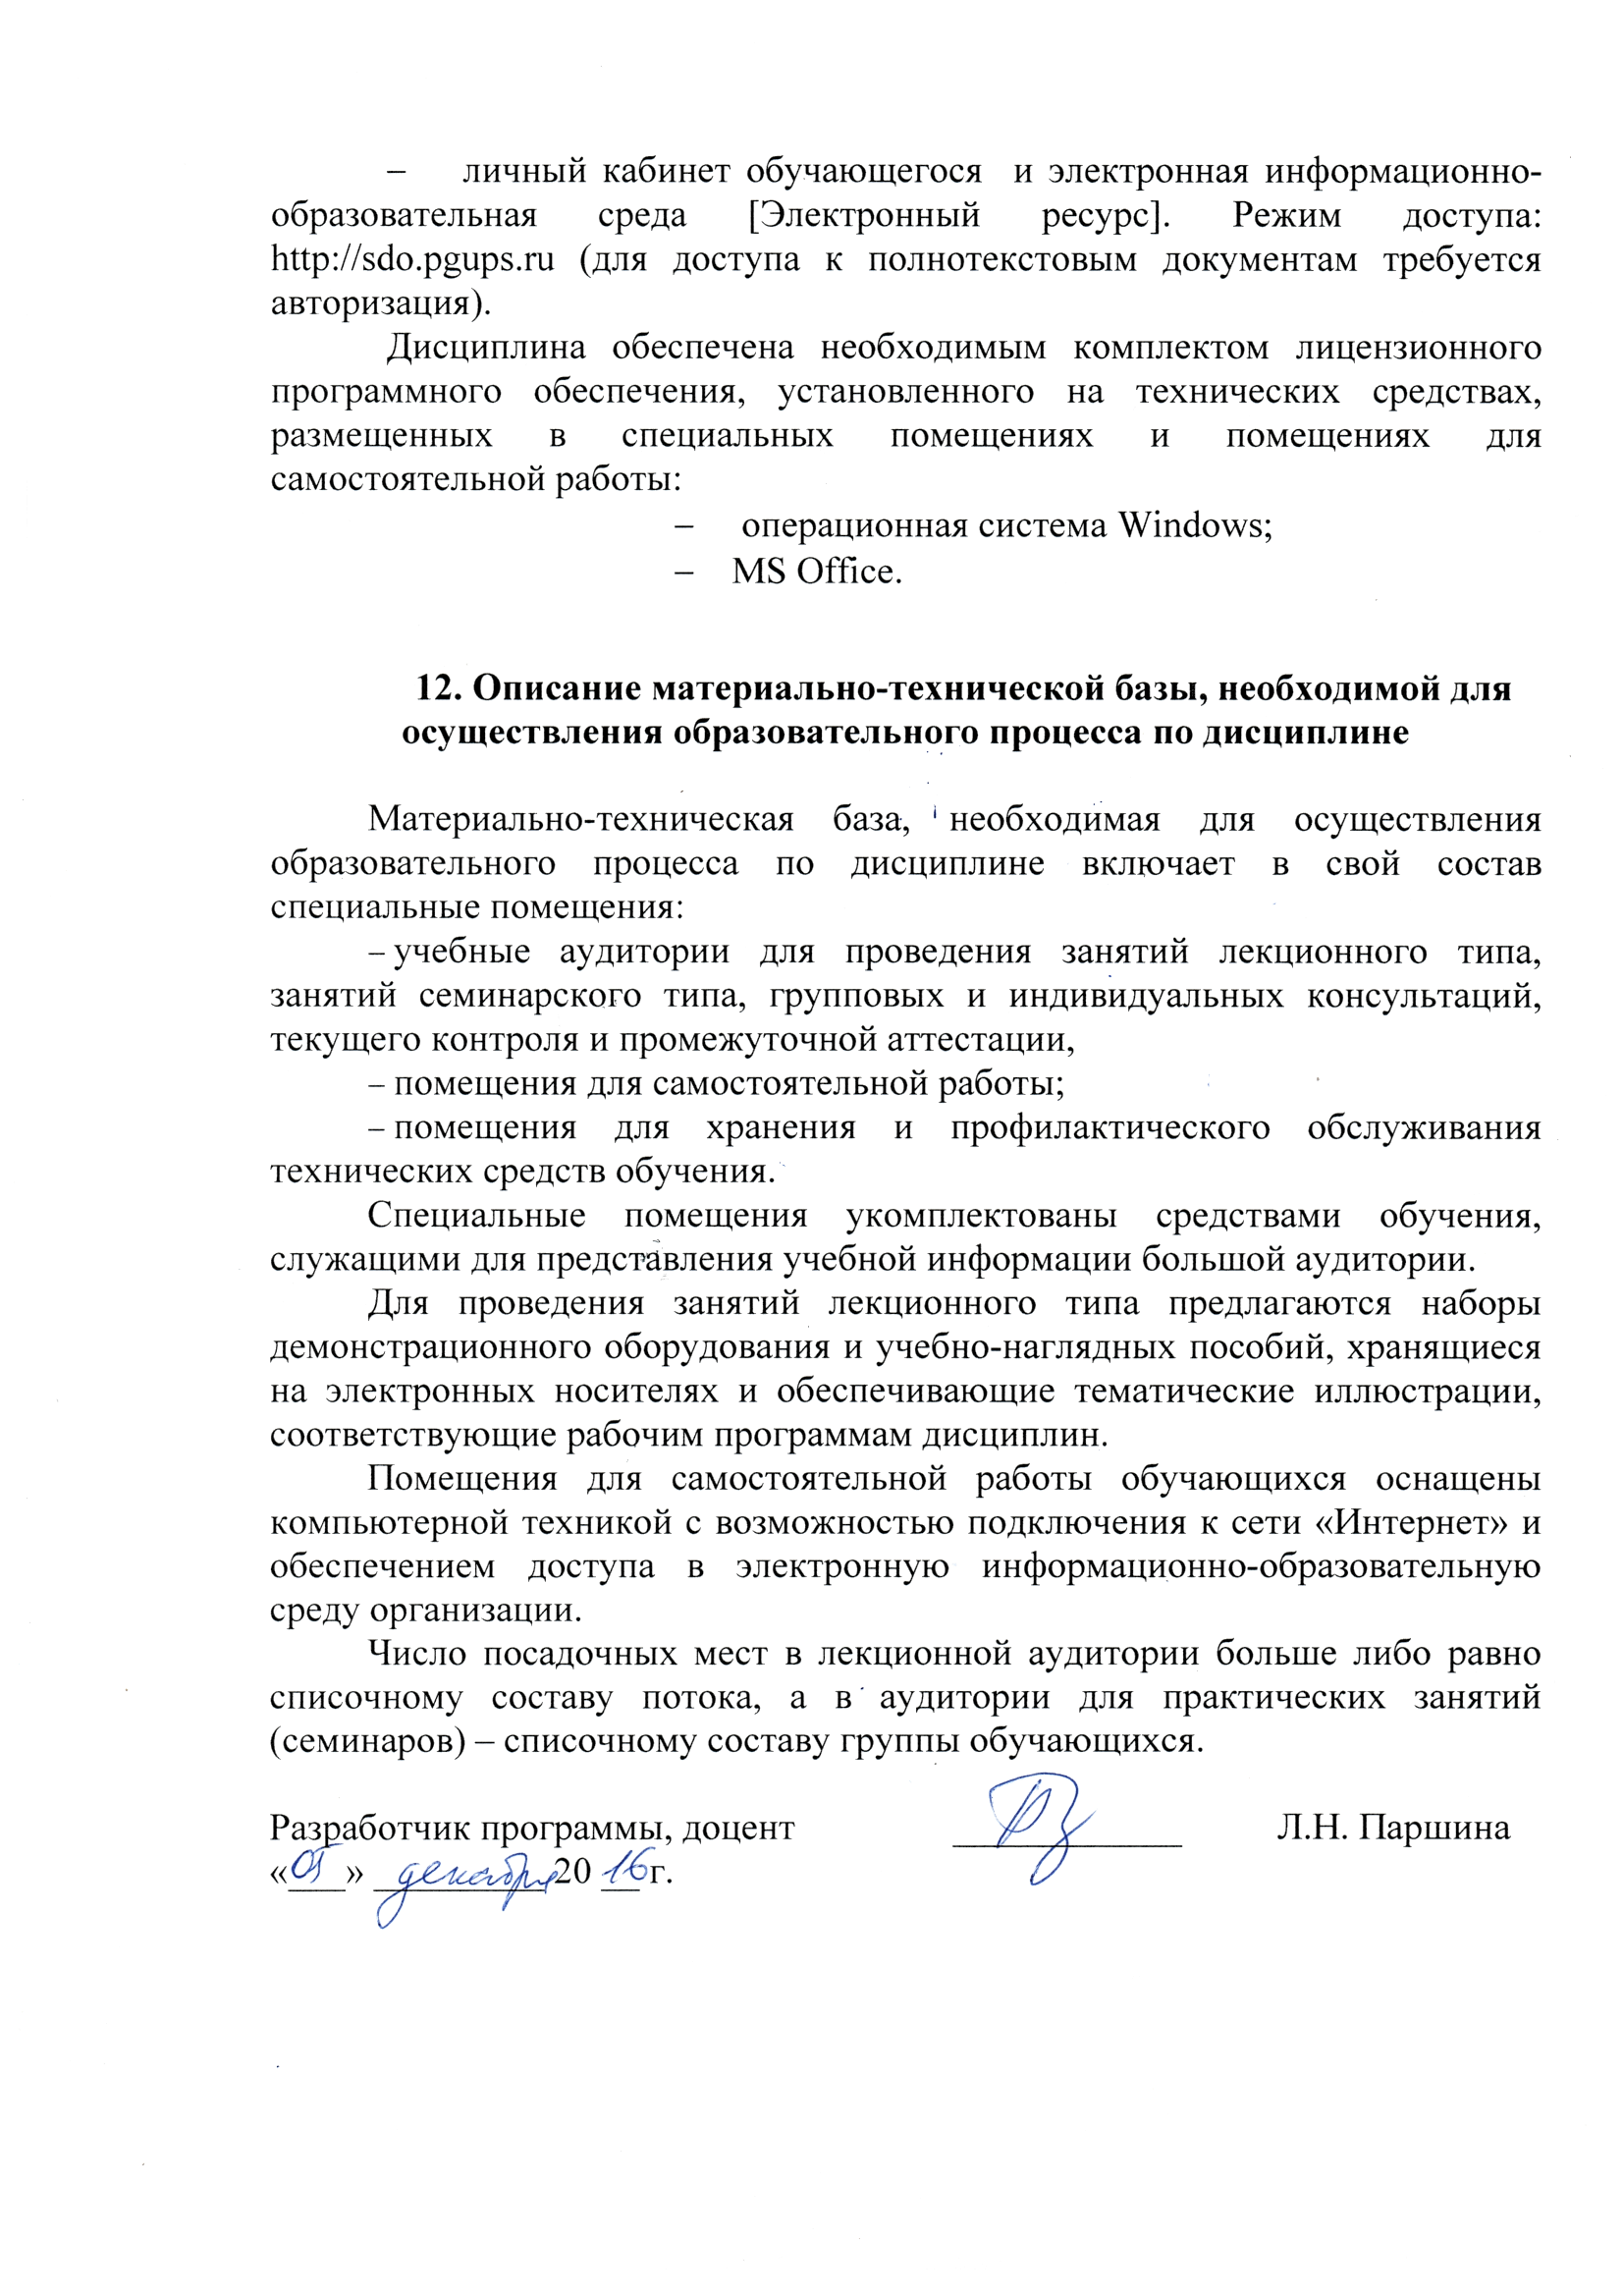 – личный кабинет обучающегося и электронная информационно-
образовательная среда [Электронный ресурс]. Режим доступа:
http://sdo.pgups.ru (для доступа к полнотекстовым документам требуется
авторизация).
Дисциплина обеспечена необходимым комплектом лицензионного
программного обеспечения, установленного на технических средствах,
размещенных в специальных помещениях и помещениях для
самостоятельной работы:
– операционная система Windows;
– MS Office.
12. Описание материально-технической базы, необходимой для
осуществления образовательного процесса по дисциплине
Материально-техническая база, необходимая для осуществления
образовательного процесса по дисциплине включает в свой состав
специальные помещения:
– учебные аудитории для проведения занятий лекционного типа,
занятий семинарского типа, групповых и индивидуальных консультаций,
текущего контроля и промежуточной аттестации,
– помещения для самостоятельной работы;
– помещения для хранения и профилактического обслуживания
технических средств обучения.
Специальные помещения укомплектованы средствами обучения,
служащими для представления учебной информации большой аудитории.
Для проведения занятий лекционного типа предлагаются наборы
демонстрационного оборудования и учебно-наглядных пособий, хранящиеся
на электронных носителях и обеспечивающие тематические иллюстрации,
соответствующие рабочим программам дисциплин.
Помещения для самостоятельной работы обучающихся оснащены
компьютерной техникой с возможностью подключения к сети «Интернет» и
обеспечением доступа в электронную информационно-образовательную
среду организации.
Число посадочных мест в лекционной аудитории больше либо равно
списочному составу потока, а в аудитории для практических занятий
(семинаров) – списочному составу группы обучающихся.
Разработчик программы, доцент Л.Н. Паршина
«05» декабря 20 16 г.